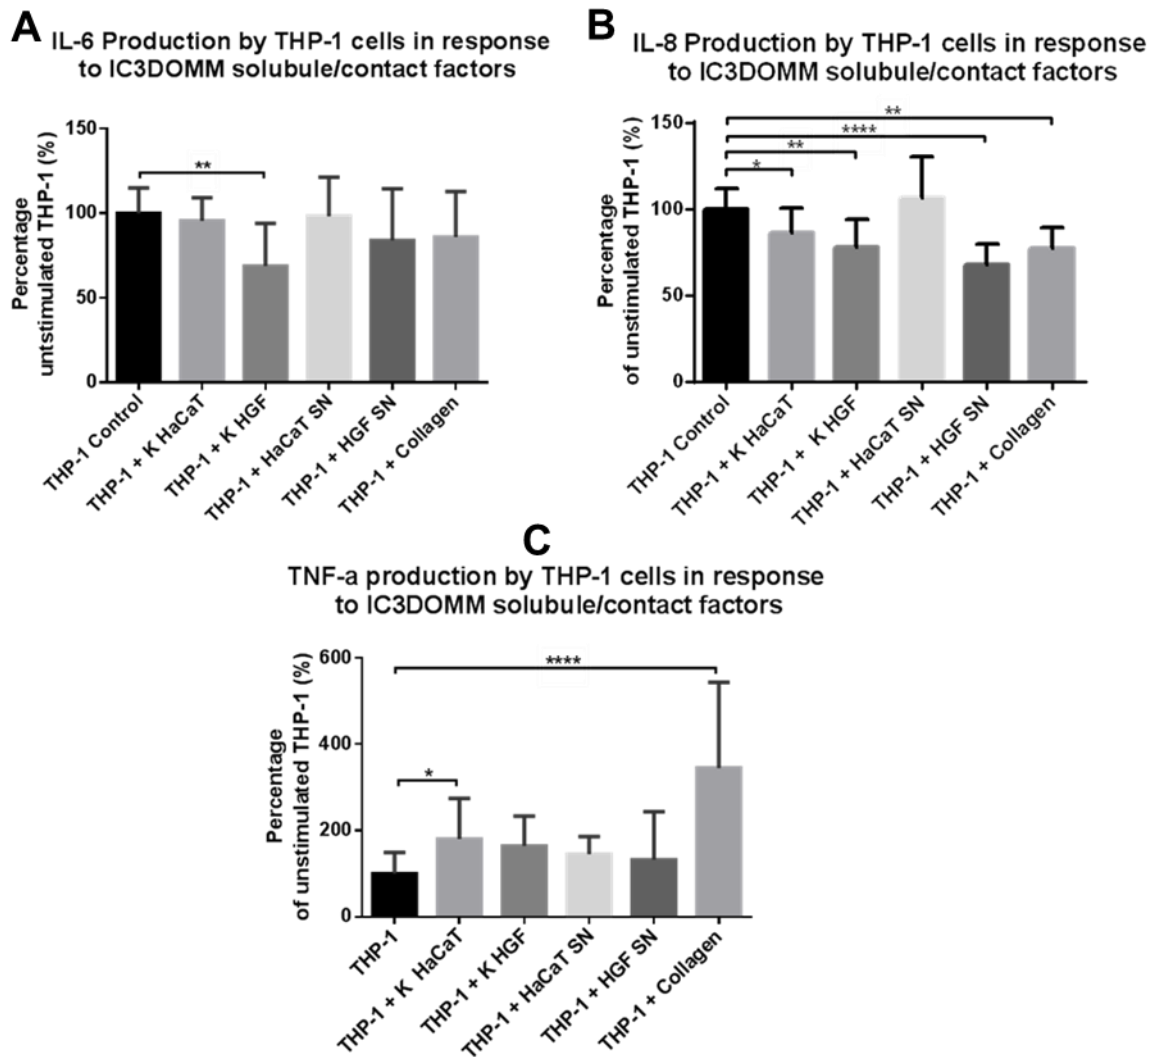 A
IL-6 Production by THP-1 cells in response
to IC3DOMM solubule/contact factors
Percentage
untstimulated THP-1 (%)
150
100
50
0
**
THP-1 Control
THP-1 + K HaCaT
THP-1 + K HGF
THP-1 + HaCaT SN
THP-1 + HGF SN
THP-1 + Collagen
B
IL-8 Production by THP-1 cells in response
to IC3DOMM solubule/contact factors
Percentage
of unstimulated THP-1 (%)
150
100
50
0
**
****
**
*
THP-1 Control
THP-1 + K HaCaT
THP-1 + K HGF
THP-1 + HaCaT SN
THP-1 + HGF SN
THP-1 + Collagen
C
TNF-a production by THP-1 cells in response
to IC3DOMM solubule/contact factors
Percentage
of unstimulated THP-1 (%)
600
400
200
0
****
*
THP-1
THP-1 + K HaCaT
THP-1 + K HGF
THP-1 + HaCaT SN
THP-1 + HGF SN
THP-1 + Collagen